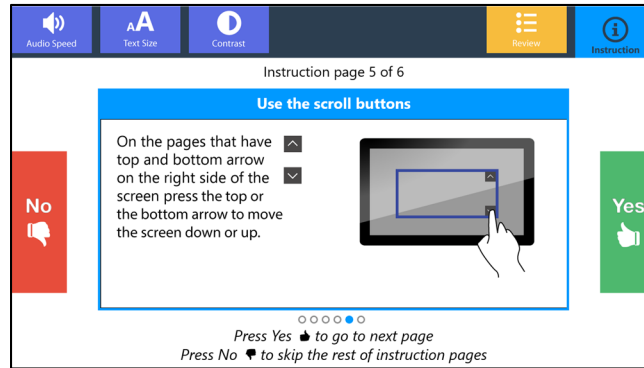 Audio Speed
AA
Text Size
Contrast
Review
Instruction
Instruction page 5 of 6
Use the scroll buttons
On the pages that have
top and bottom arrow
on the right side of the
screen press the top or
the bottom arrow to move
the screen down or up.
No
Yes
Press Yes to go to next page
Press No to skip the rest of instruction pages